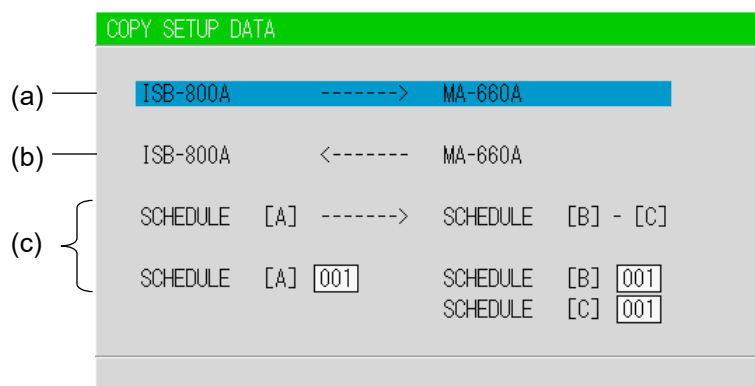 COPY SETUP DATA
(a) ISB-800A -------> MA-660A
(b) ISB-800A <------- MA-660A
(c) SCHEDULE [A] -------> SCHEDULE [B] - [C]
SCHEDULE [A] 001 SCHEDULE [B] 001
SCHEDULE [C] 001